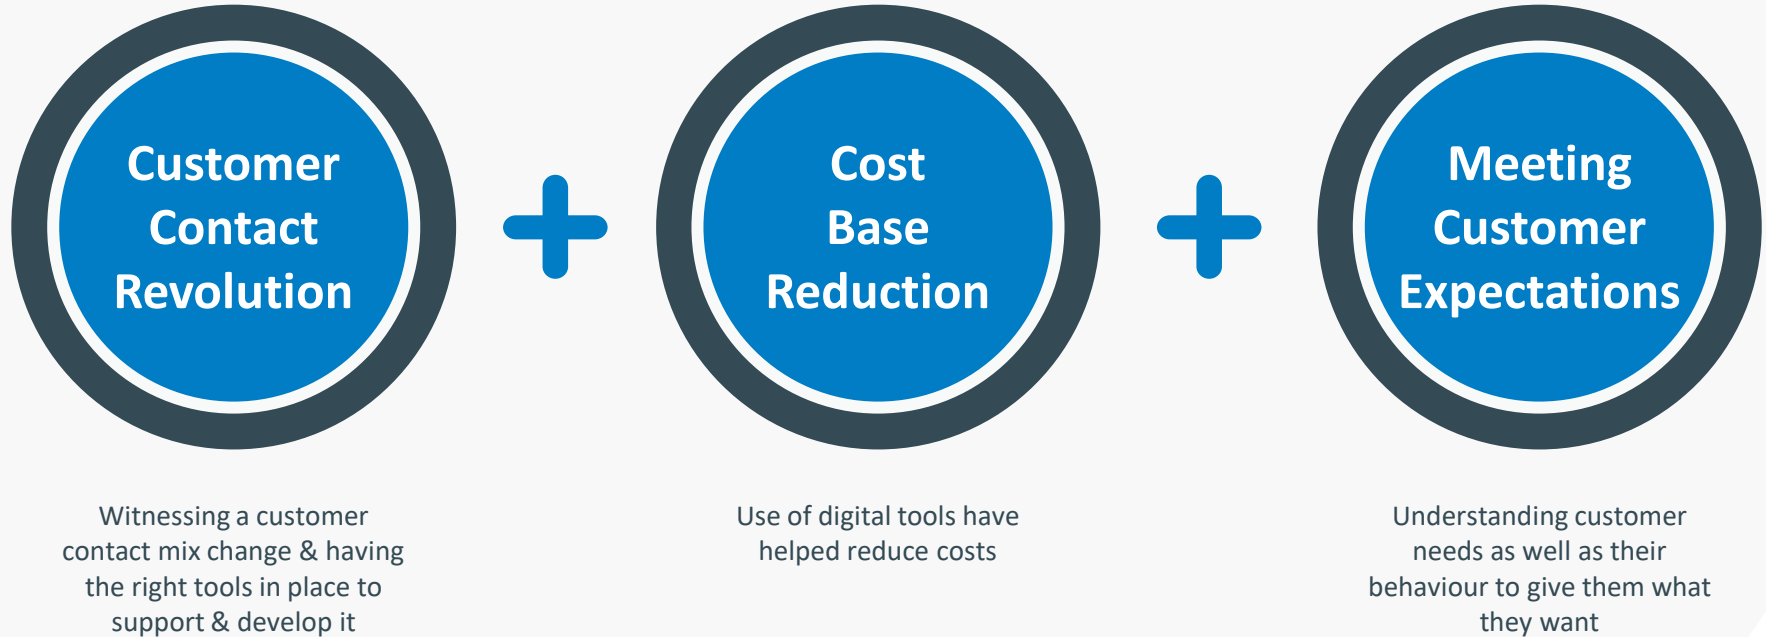 Customer
Contact
Revolution
Cost
Base
Reduction
Meeting
Customer
Expectations
Witnessing a customer
contact mix change & having
the right tools in place to
support & develop it
Use of digital tools have
helped reduce costs
Understanding customer
needs as well as their
behaviour to give them what
they want